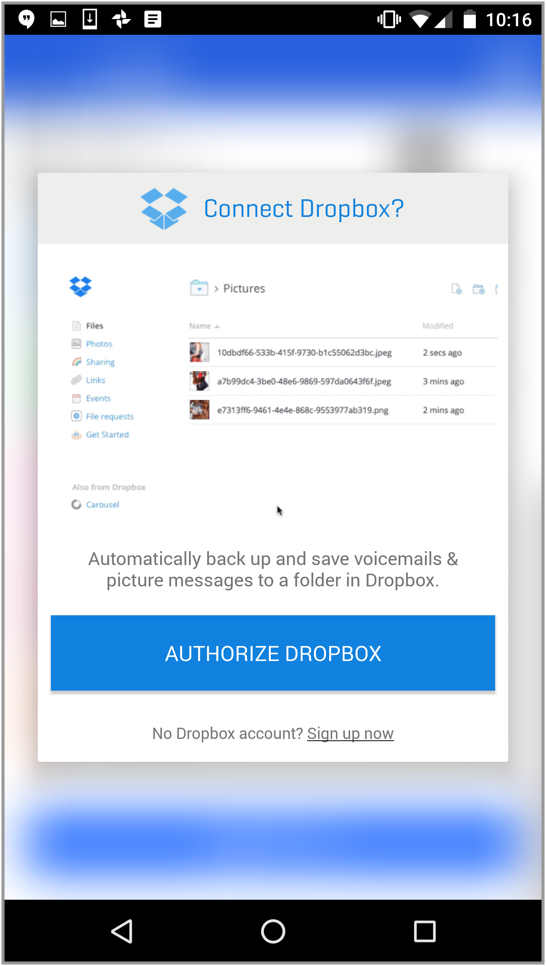 10:16
Connect Dropbox?
> Pictures
Name Modified
Files
Photos
Sharing
Links
Events
File requests
Get Started
10dbdf66-533b-415f-9730-b1c55062d3bc.jpeg 2 secs ago
a7b99dc4-3be0-48e6-9869-597da0643f6f.jpeg 3 mins ago
e7313ff6-9461-4e4e-868c-9553977ab319.png 2 mins ago
Also from Dropbox
Carousel
Automatically back up and save voicemails &
picture messages to a folder in Dropbox.
AUTHORIZE DROPBOX
No Dropbox account? Sign up now